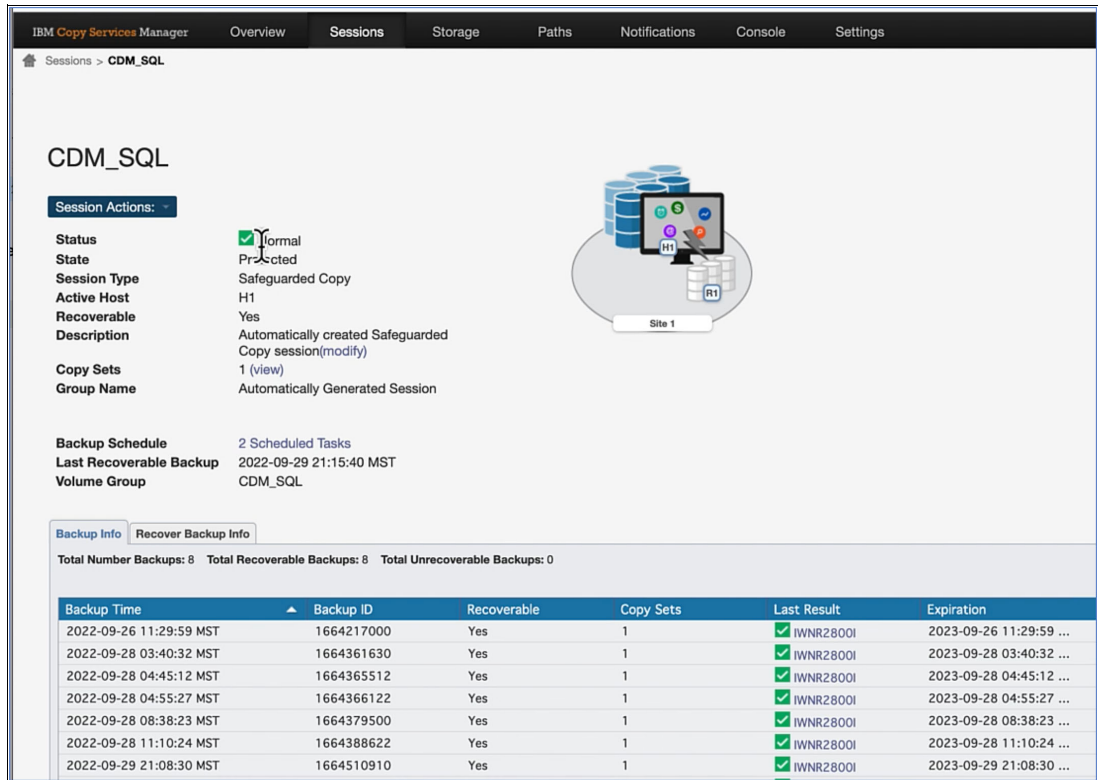 IBM Copy Services Manager Overview Sessions Storage Paths Notifications Console Settings
Sessions > CDM_SQL
CDM_SQL
Session Actions:
Status Normal
State Protected
Session Type Safeguarded Copy
Active Host H1
Recoverable Yes
Description Automatically created Safeguarded
Copy session(modify)
Copy Sets 1 (view)
Group Name Automatically Generated Session
H1
R1
Site 1
Backup Schedule 2 Scheduled Tasks
Last Recoverable Backup 2022-09-29 21:15:40 MST
Volume Group CDM_SQL
Backup Info Recover Backup Info
Total Number Backups: 8 Total Recoverable Backups: 8 Total Unrecoverable Backups: 0
Backup Time Backup ID Recoverable Copy Sets Last Result Expiration
2022-09-26 11:29:59 MST 1664217000 Yes 1 IWNR2800I 2023-09-26 11:29:59 ...
2022-09-28 03:40:32 MST 1664361630 Yes 1 IWNR2800I 2023-09-28 03:40:32 ...
2022-09-28 04:45:12 MST 1664365512 Yes 1 IWNR2800I 2023-09-28 04:45:12 ...
2022-09-28 04:55:27 MST 1664366122 Yes 1 IWNR2800I 2023-09-28 04:55:27 ...
2022-09-28 08:38:23 MST 1664379500 Yes 1 IWNR2800I 2023-09-28 08:38:23 ...
2022-09-28 11:10:24 MST 1664388622 Yes 1 IWNR2800I 2023-09-28 11:10:24 ...
2022-09-29 21:08:30 MST 1664510910 Yes 1 IWNR2800I 2023-09-29 21:08:30 ...